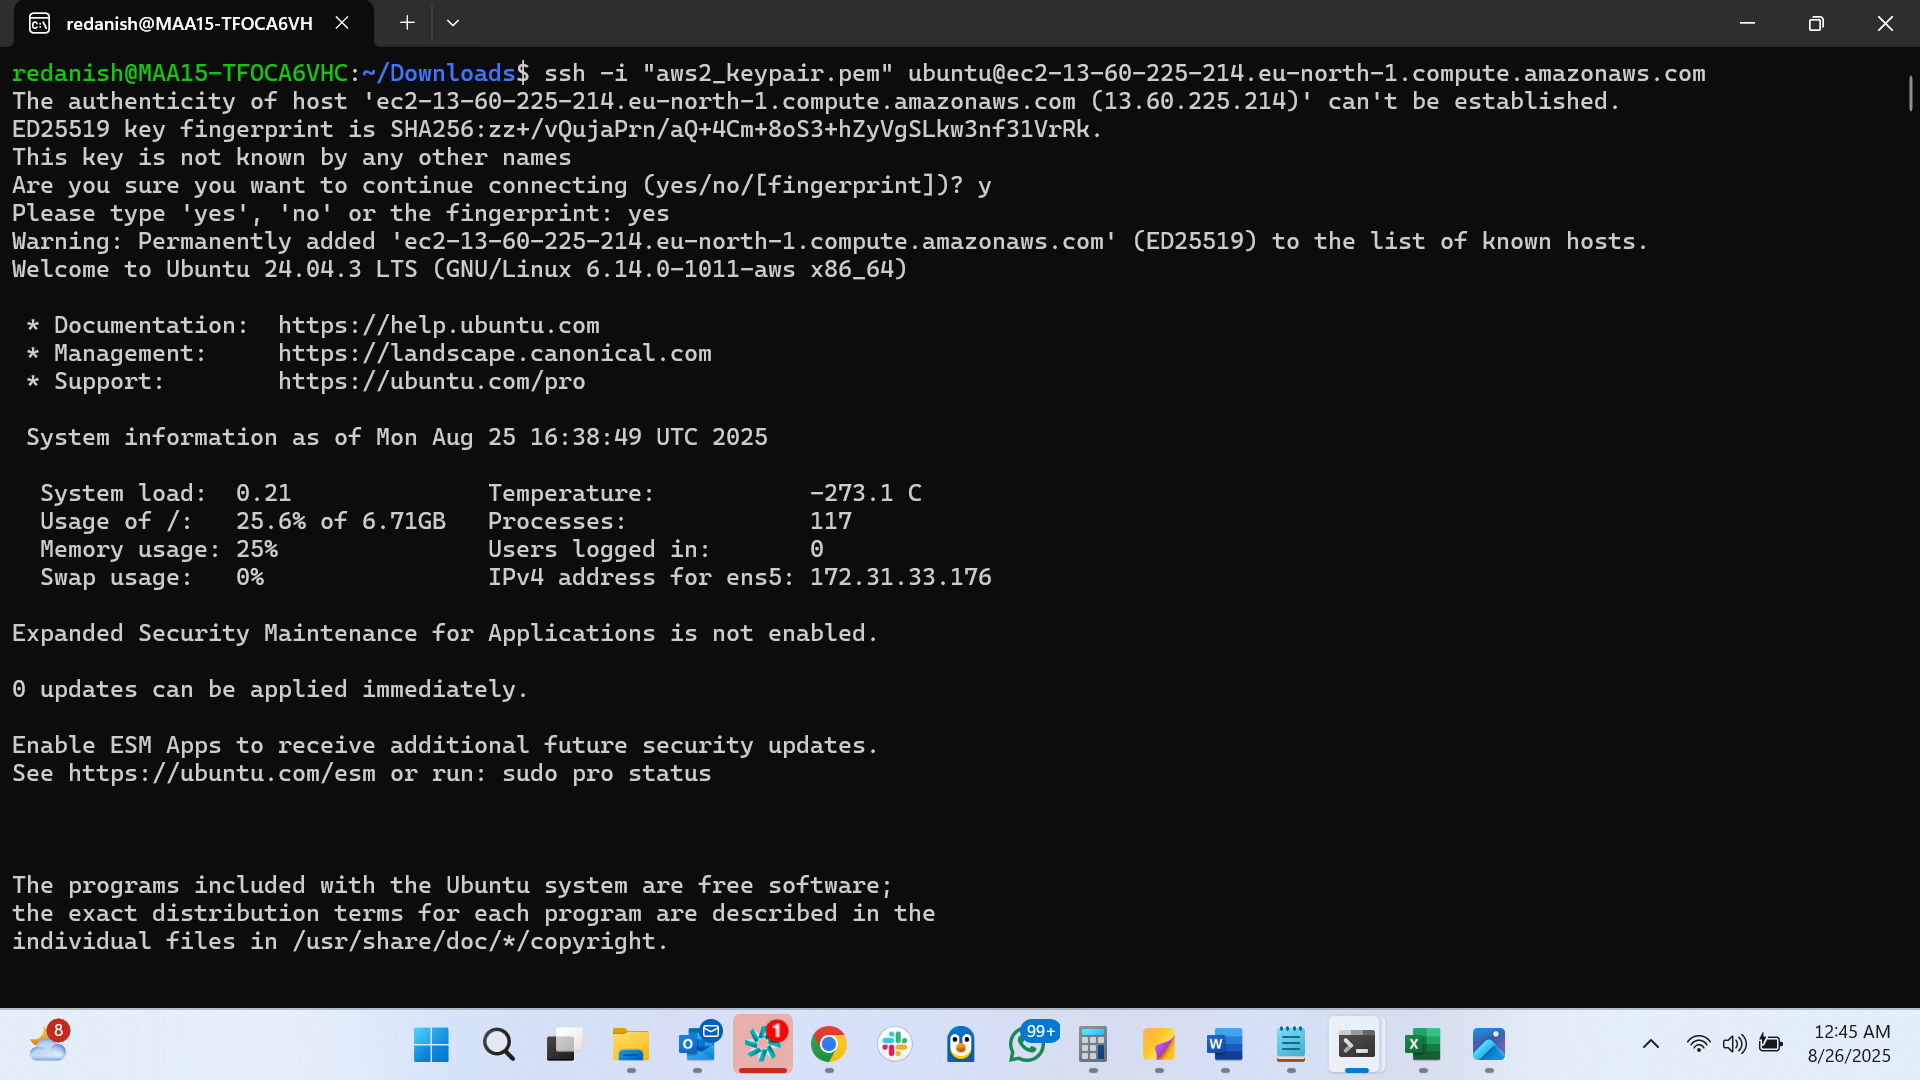 redanish@MAA15-TFOCA6VH
redanish@MAA15-TFOCA6VHC:~/Downloads$ ssh -i "aws2_keypair.pem" ubuntu@ec2-13-60-225-214.eu-north-1.compute.amazonaws.com
The authenticity of host 'ec2-13-60-225-214.eu-north-1.compute.amazonaws.com (13.60.225.214)' can't be established.
ED25519 key fingerprint is SHA256:zz+/vQujaPrn/aQ+4Cm+8oS3+hZyVgSLkw3nf31VrRk.
This key is not known by any other names
Are you sure you want to continue connecting (yes/no/[fingerprint])? y
Please type 'yes', 'no' or the fingerprint: yes
Warning: Permanently added 'ec2-13-60-225-214.eu-north-1.compute.amazonaws.com' (ED25519) to the list of known hosts.
Welcome to Ubuntu 24.04.3 LTS (GNU/Linux 6.14.0-1011-aws x86_64)
* Documentation:  https://help.ubuntu.com
* Management:     https://landscape.canonical.com
* Support:        https://ubuntu.com/pro
System information as of Mon Aug 25 16:38:49 UTC 2025
System load:  0.21              Temperature:           -273.1 C
Usage of /:   25.6% of 6.71GB   Processes:             117
Memory usage: 25%               Users logged in:       0
Swap usage:   0%                IPv4 address for ens5: 172.31.33.176
Expanded Security Maintenance for Applications is not enabled.
0 updates can be applied immediately.
Enable ESM Apps to receive additional future security updates.
See https://ubuntu.com/esm or run: sudo pro status
The programs included with the Ubuntu system are free software;
the exact distribution terms for each program are described in the
individual files in /usr/share/doc/*/copyright.
8
1
99+
12:45 AM
8/26/2025